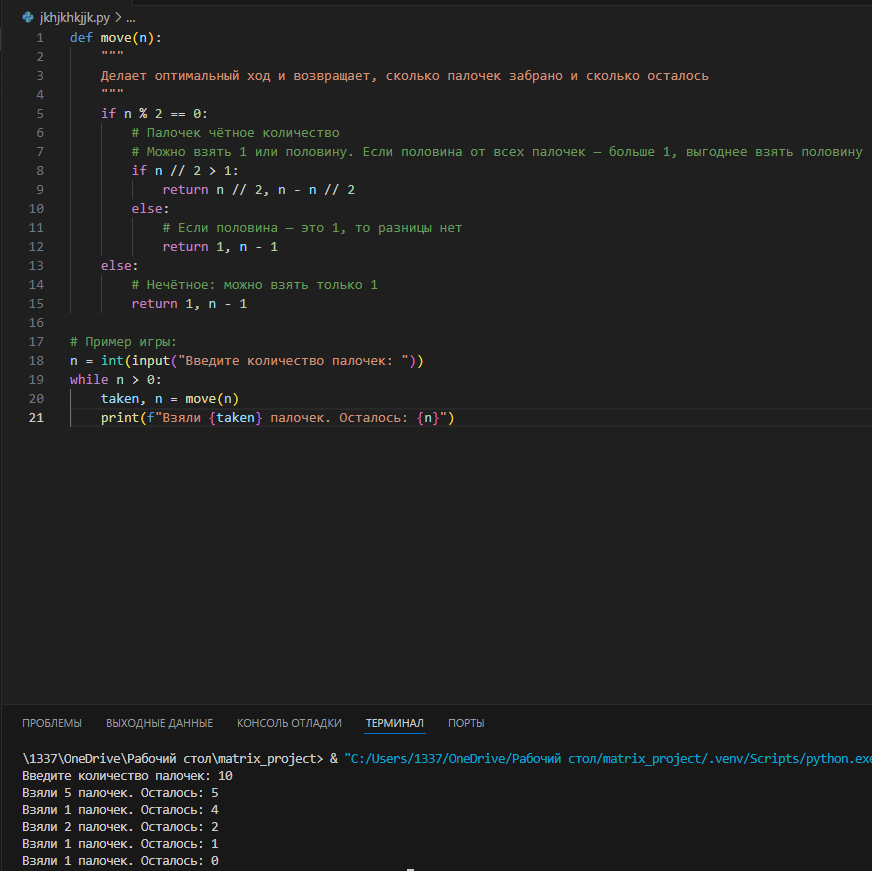 jkhjkhkjjk.py > ...
1 def move(n):
2 """
3 Делает оптимальный ход и возвращает, сколько палочек забрано и сколько осталось
4 """
5 if n % 2 == 0:
6 # Палочек чётное количество
7 # Можно взять 1 или половину. Если половина от всех палочек — больше 1, выгоднее взять половину
8 if n // 2 > 1:
9 return n // 2, n - n // 2
10 else:
11 # Если половина — это 1, то разницы нет
12 return 1, n - 1
13 else:
14 # Нечётное: можно взять только 1
15 return 1, n - 1
16
17 # Пример игры:
18 n = int(input("Введите количество палочек: "))
19 while n > 0:
20 taken, n = move(n)
21 print(f"Взяли {taken} палочек. Осталось: {n}")
ПРОБЛЕМЫ ВЫХОДНЫЕ ДАННЫЕ КОНСОЛЬ ОТЛАДКИ ТЕРМИНАЛ ПОРТЫ
\1337\OneDrive\Рабочий стол\matrix_project> & "C:/Users/1337/OneDrive/Рабочий стол/matrix_project/.venv/Scripts/python.exe
Введите количество палочек: 10
Взяли 5 палочек. Осталось: 5
Взяли 1 палочек. Осталось: 4
Взяли 2 палочек. Осталось: 2
Взяли 1 палочек. Осталось: 1
Взяли 1 палочек. Осталось: 0